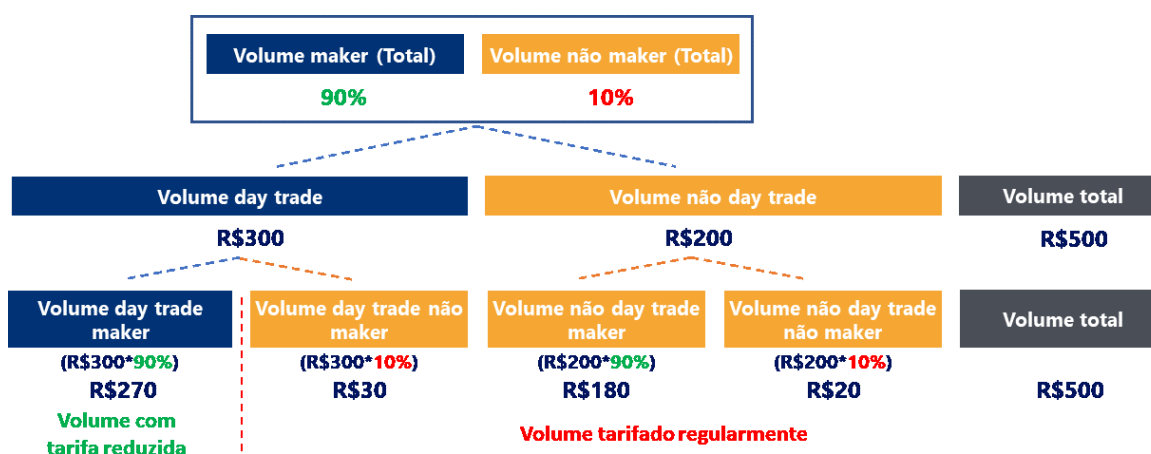 Volume maker (Total) Volume não maker (Total)
90% 10%
Volume day trade Volume não day trade Volume total
R$300 R$200 R$500
Volume day trade maker Volume day trade não maker Volume não day trade maker Volume não day trade não maker Volume total
(R$300*90%) (R$300*10%) (R$200*90%) (R$200*10%)
R$270 R$30 R$180 R$20 R$500
Volume com
tarifa reduzida
Volume tarifado regularmente